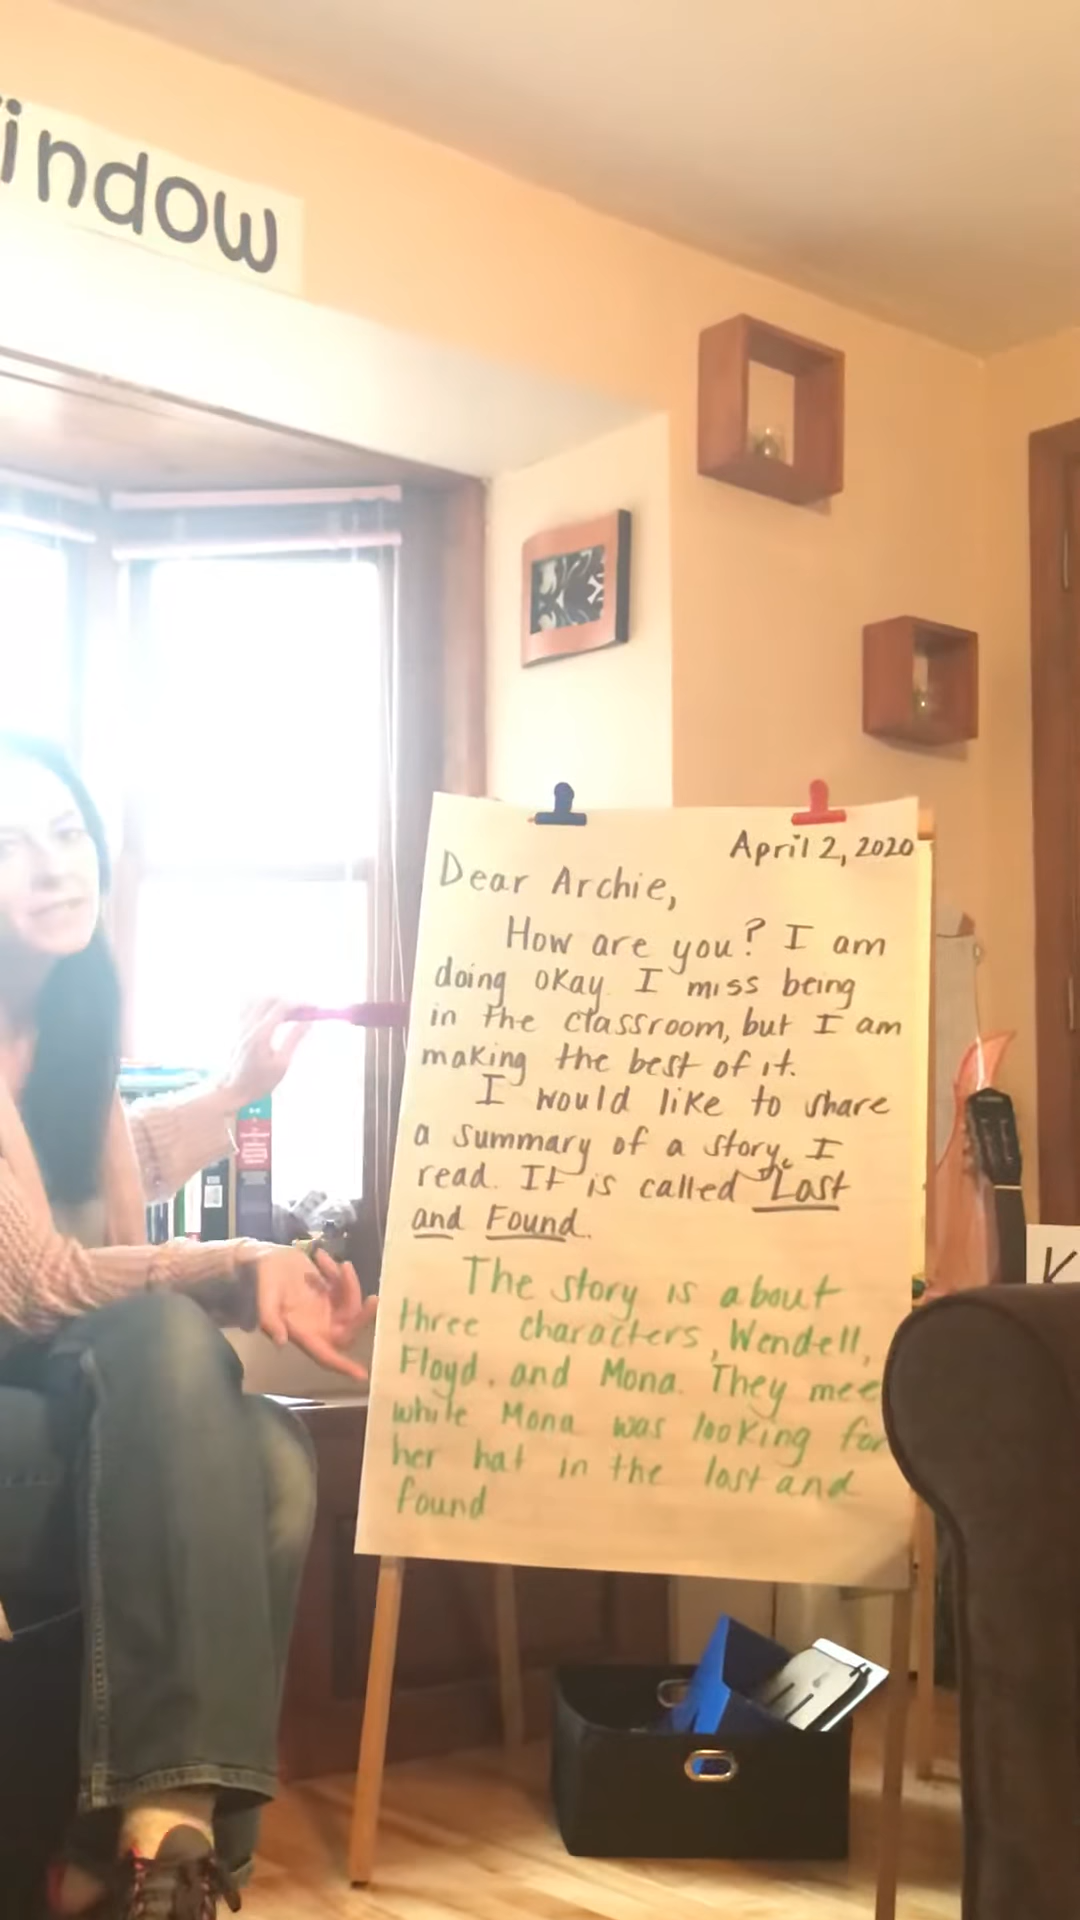 indow
April 2, 2020
Dear Archie,
How are you? I am
doing okay. I miss being
in the classroom, but I am
making the best of it.
I would like to share
a summary of a story I
read. It is called Lost
and Found.
The story is about
three characters, Wendell,
Floyd, and Mona. They mee
while Mona was looking for
her hat in the lost and
found
K